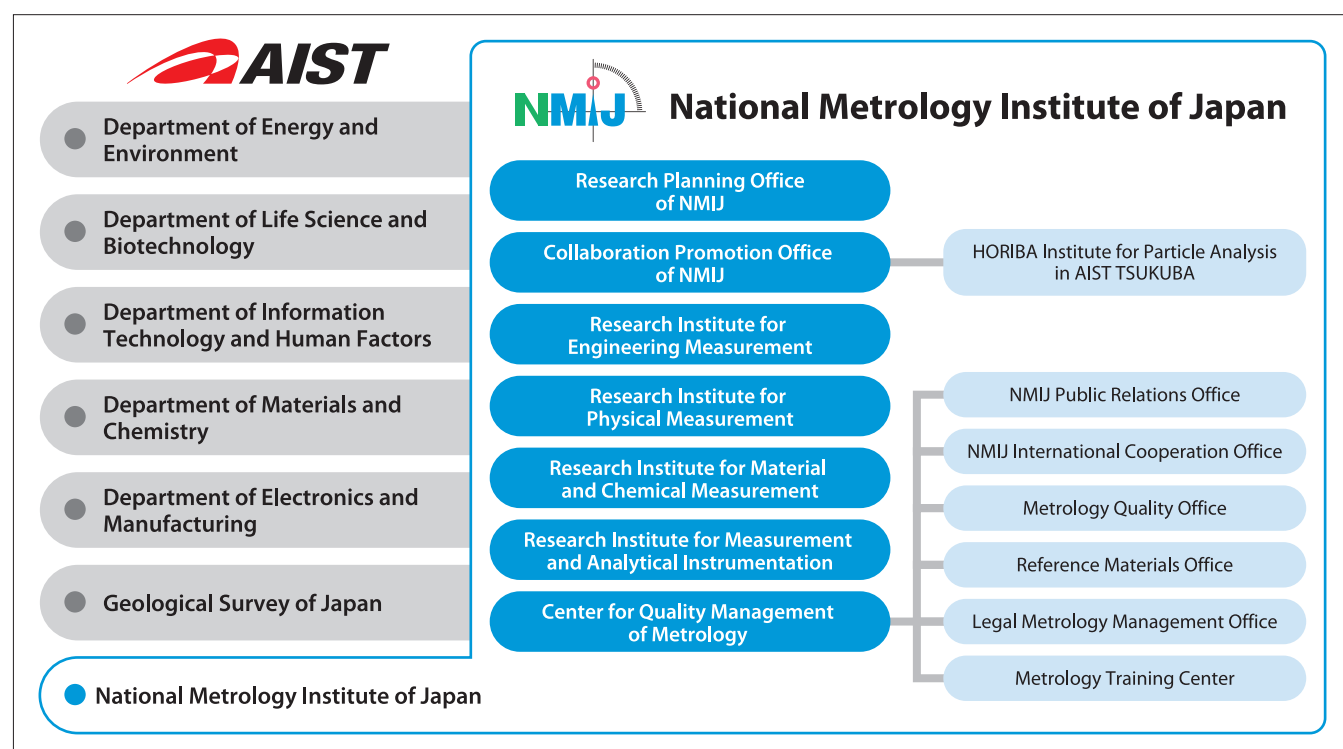 AIST
Department of Energy and
Environment
Department of Life Science and
Biotechnology
Department of Information
Technology and Human Factors
Department of Materials and
Chemistry
Department of Electronics and
Manufacturing
Geological Survey of Japan
National Metrology Institute of Japan
NMIJ
National Metrology Institute of Japan
Research Planning Office
of NMIJ
Collaboration Promotion Office
of NMIJ
HORIBA Institute for Particle Analysis
in AIST TSUKUBA
Research Institute for
Engineering Measurement
Research Institute for
Physical Measurement
Research Institute for Material
and Chemical Measurement
Research Institute for Measurement
and Analytical Instrumentation
Center for Quality Management
of Metrology
NMIJ Public Relations Office
NMIJ International Cooperation Office
Metrology Quality Office
Reference Materials Office
Legal Metrology Management Office
Metrology Training Center